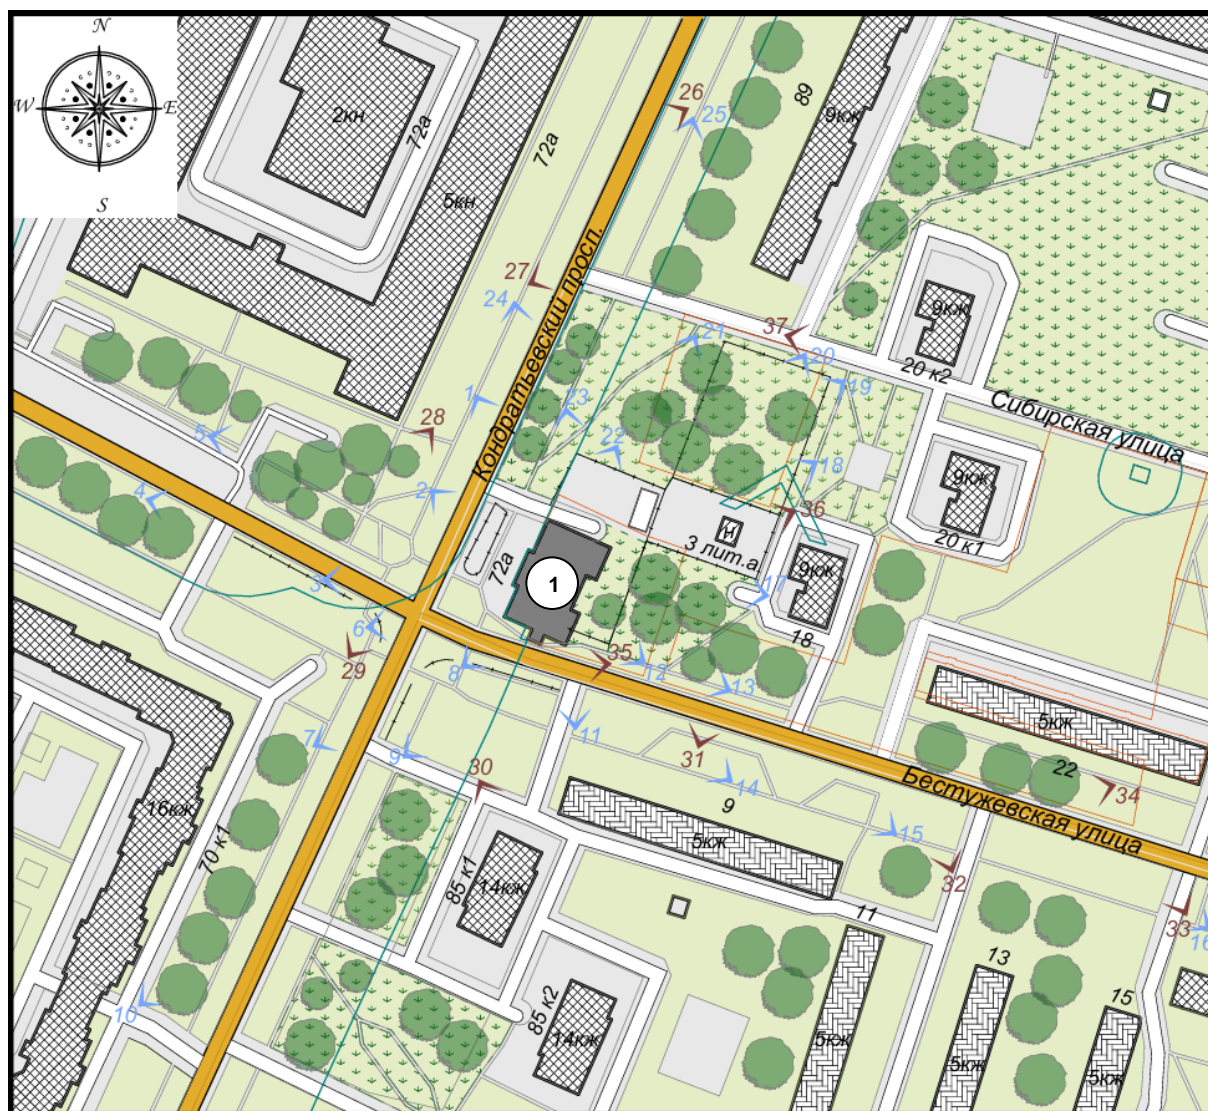 N
W
E
S
2кн
72а
72а
5кн
89
9кж
26
25
27
24
Кондратьевский просп.
37
21
20
19
9кж
20 к2
Сибирская улица
1
23
28
5
22
18
9кж
4
2
36
20 к1
Н
3 лит.а
72а
1
9кж
3
17
6
18
29
35
8
12
13
7
11
31
5кж
9
30
14
22
34
9
Бестужевская улица
16кж
70 к1
5кж
15
85 к1
14кж
32
11
33
16
13
15
10
85 к2
14кж
5кж
5кж
5кж